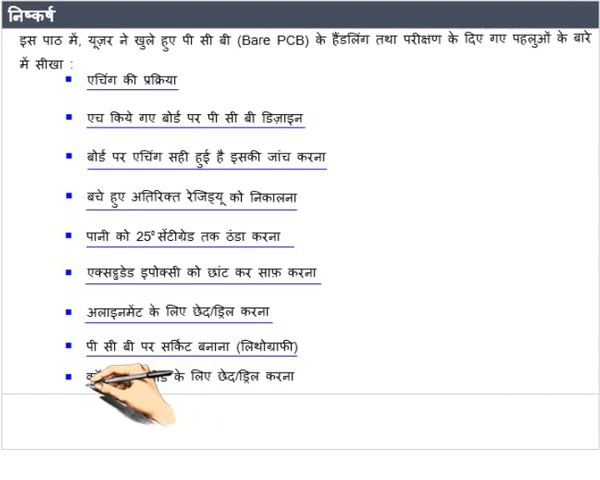 निष्कर्ष
इस पाठ में, यूज़र ने खुले हुए पी सी बी (Bare PCB) के हैंडलिंग तथा परीक्षण के दिए गए पहलुओं के बारे
में सीखा :
एचिंग की प्रक्रिया
एच किये गए बोर्ड पर पी सी बी डिज़ाइन
बोर्ड पर एचिंग सही हुई है इसकी जांच करना
बचे हुए अतिरिक्त रेजिड्यू को निकालना
पानी को 25⁰ सेंटीग्रेड तक ठंडा करना
एक्सट्रुडेड इपोक्सी को छांट कर साफ़ करना
अलाइनमेंट के लिए छेद/ड्रिल करना
पी सी बी पर सर्किट बनाना (लिथोग्राफी)
के लिए छेद/ड्रिल करना